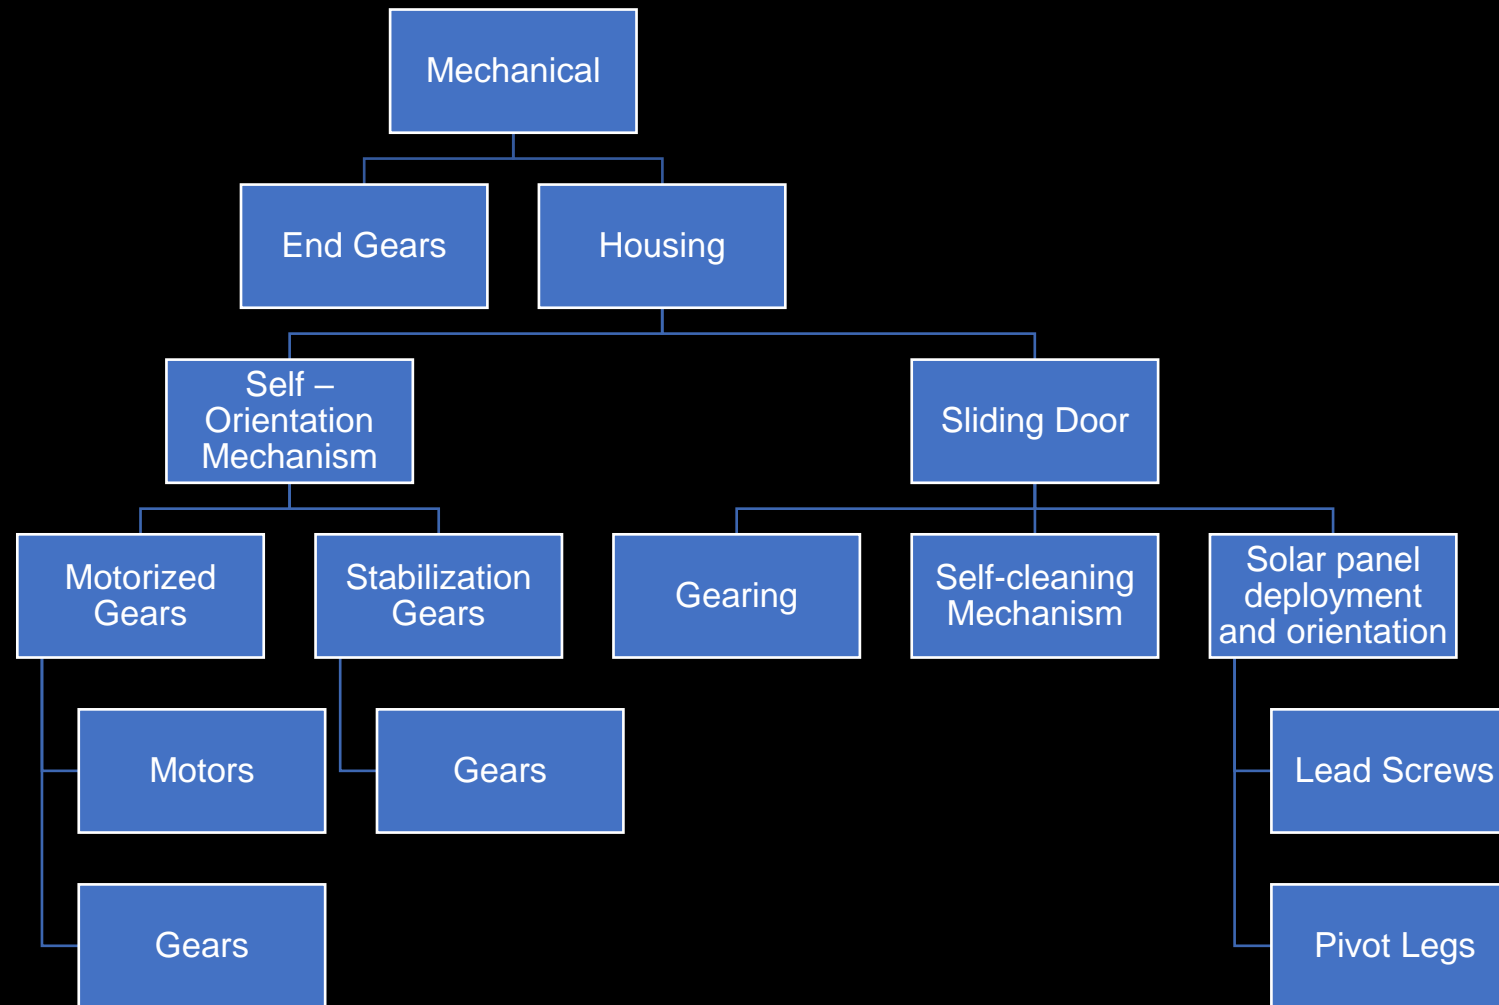 Mechanical
End Gears
Housing
Self –
Orientation
Mechanism
Sliding Door
Motorized
Gears
Stabilization
Gears
Gearing
Self-cleaning
Mechanism
Solar panel
deployment
and orientation
Motors
Gears
Lead Screws
Gears
Pivot Legs